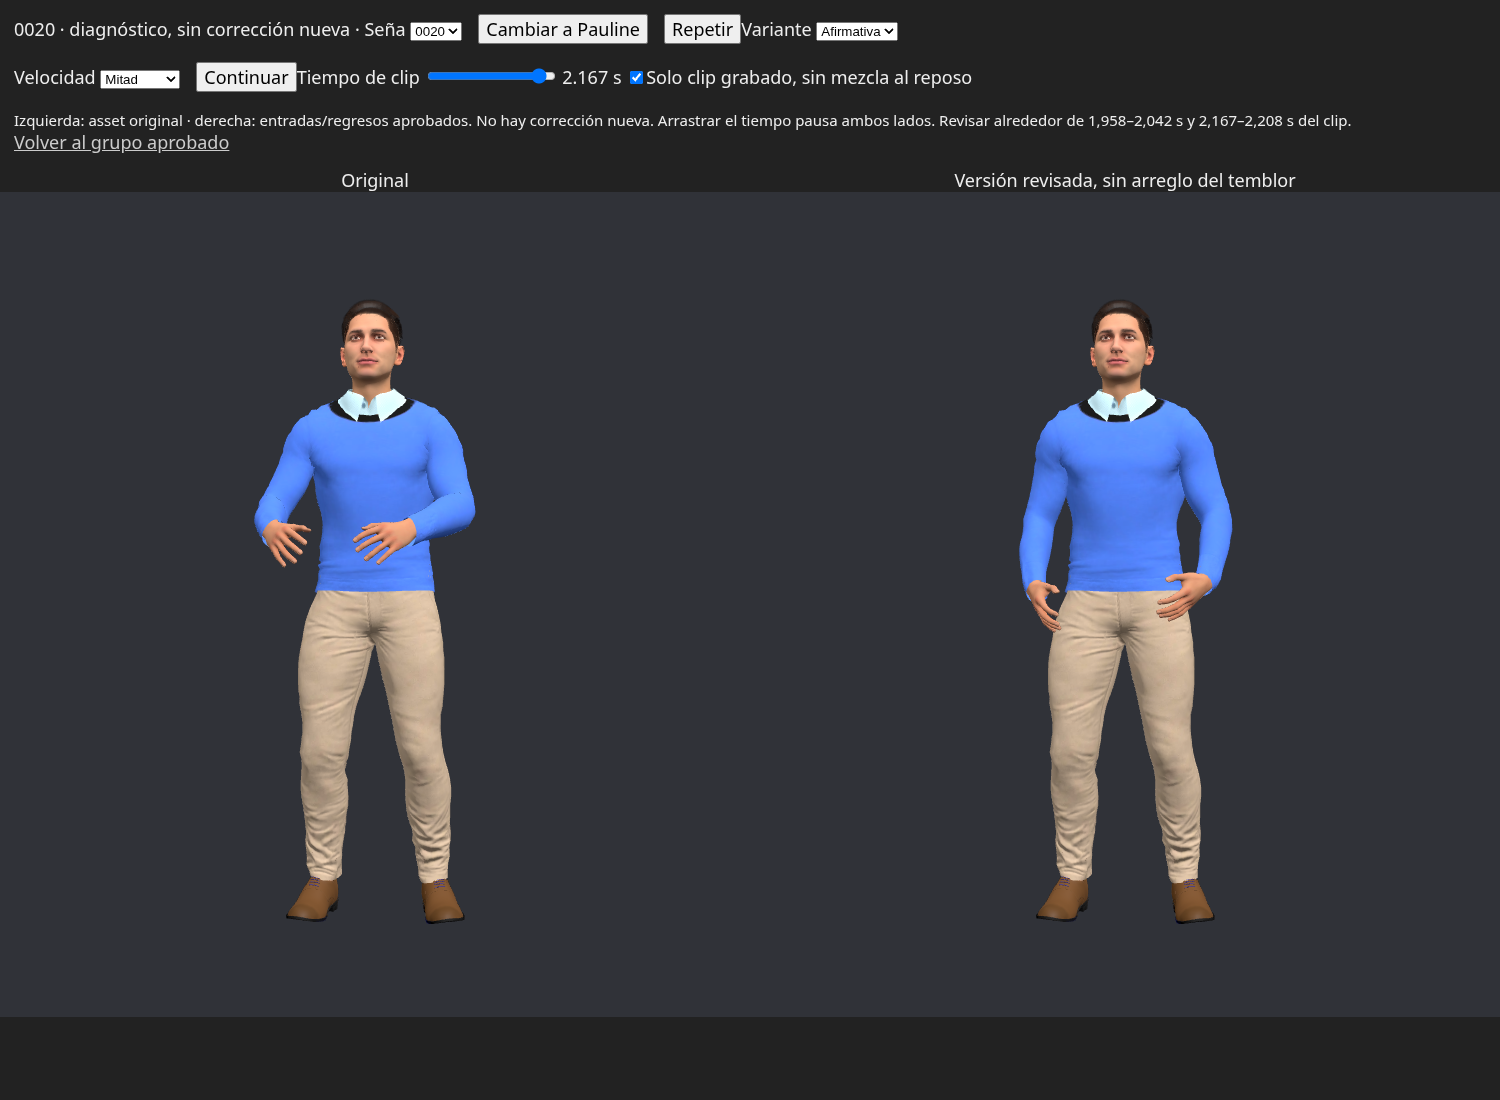 0020 · diagnóstico, sin corrección nueva · Seña 0020 Cambiar a Pauline Repetir Variante Afirmativa
Velocidad Mitad Continuar Tiempo de clip 2.167 s Solo clip grabado, sin mezcla al reposo
Izquierda: asset original · derecha: entradas/regresos aprobados. No hay corrección nueva. Arrastrar el tiempo pausa ambos lados. Revisar alrededor de 1,958–2,042 s y 2,167–2,208 s del clip.
Volver al grupo aprobado
Original
Versión revisada, sin arreglo del temblor